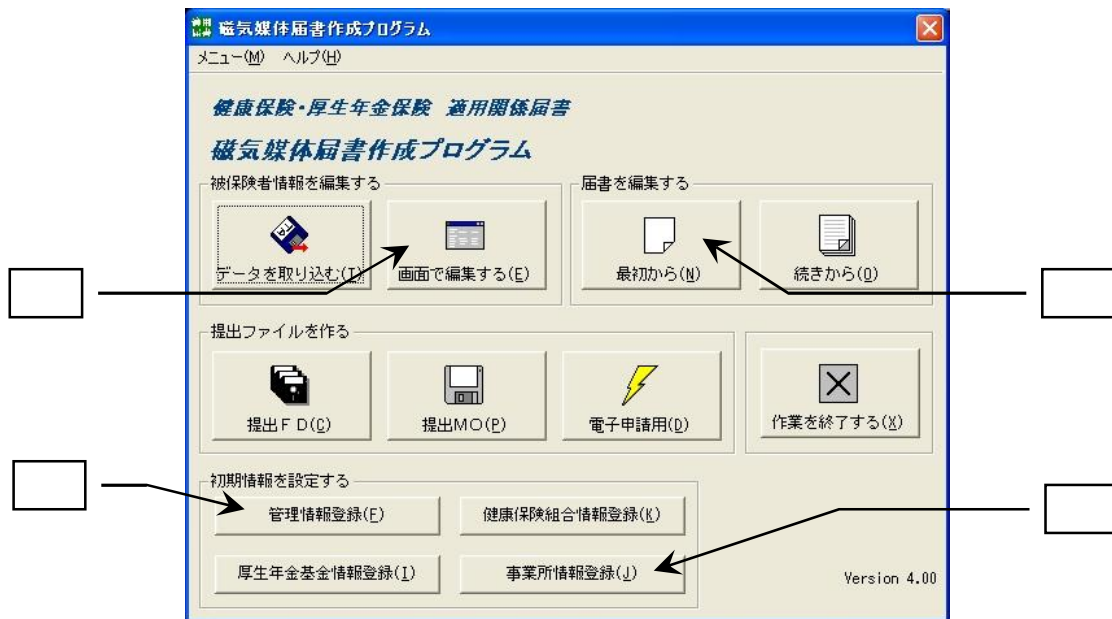 磁気媒体届書作成プログラム
メニュー(M) ヘルプ(H)
健康保険・厚生年金保険 適用関係届書
磁気媒体届書作成プログラム
被保険者情報を編集する
データを取り込む(T)
画面で編集する(E)
届書を編集する
最初から(N)
続きから(O)
提出ファイルを作る
提出FD(C)
提出MO(P)
電子申請用(D)
作業を終了する(X)
初期情報を設定する
管理情報登録(F)
健康保険組合情報登録(K)
厚生年金基金情報登録(I)
事業所情報登録(J)
Version 4.00